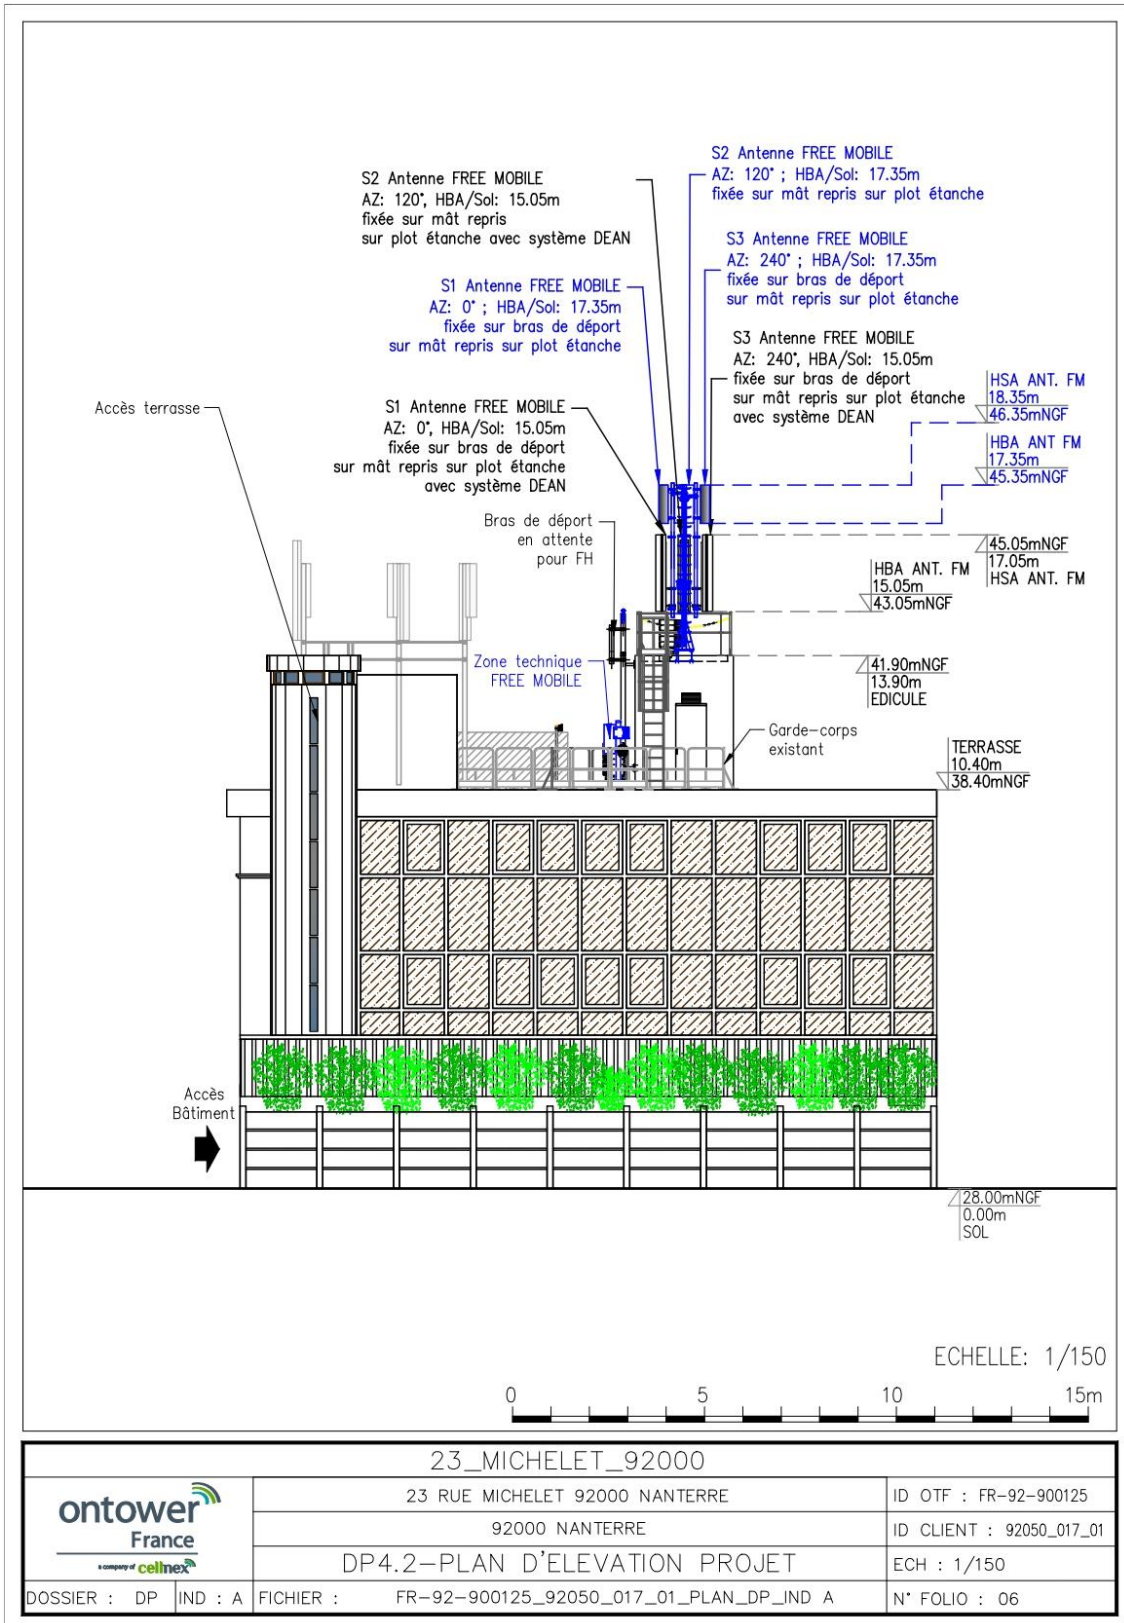 S2 Antenne FREE MOBILE
AZ: 120°, HBA/Sol: 15.05m
fixée sur mât repris
sur plot étanche avec système DEAN
S2 Antenne FREE MOBILE
AZ: 120° ; HBA/Sol: 17.35m
fixée sur mât repris sur plot étanche
S3 Antenne FREE MOBILE
AZ: 240° ; HBA/Sol: 17.35m
fixée sur bras de déport
sur mât repris sur plot étanche
S1 Antenne FREE MOBILE
AZ: 0° ; HBA/Sol: 17.35m
fixée sur bras de déport
sur mât repris sur plot étanche
S3 Antenne FREE MOBILE
AZ: 240°, HBA/Sol: 15.05m
fixée sur bras de déport
sur mât repris sur plot étanche
avec système DEAN
HSA ANT. FM
18.35m
46.35mNGF
HBA ANT FM
17.35m
45.35mNGF
Accès terrasse
S1 Antenne FREE MOBILE
AZ: 0°, HBA/Sol: 15.05m
fixée sur bras de déport
sur mât repris sur plot étanche
avec système DEAN
Bras de déport
en attente
pour FH
45.05mNGF
17.05m
HSA ANT. FM
HBA ANT. FM
15.05m
43.05mNGF
Zone technique
FREE MOBILE
41.90mNGF
13.90m
EDICULE
Garde-corps
existant
TERRASSE
10.40m
38.40mNGF
Accès
Bâtiment
28.00mNGF
0.00m
SOL
ECHELLE: 1/150
0 5 10 15m
23_MICHELET_92000
ontower
France
a company of cellnex
23 RUE MICHELET 92000 NANTERRE
ID OTF : FR-92-900125
92000 NANTERRE
ID CLIENT : 92050_017_01
DP4.2-PLAN D'ELEVATION PROJET
ECH : 1/150
DOSSIER : DP
IND : A
FICHIER : FR-92-900125_92050_017_01_PLAN_DP_IND A
N° FOLIO : 06